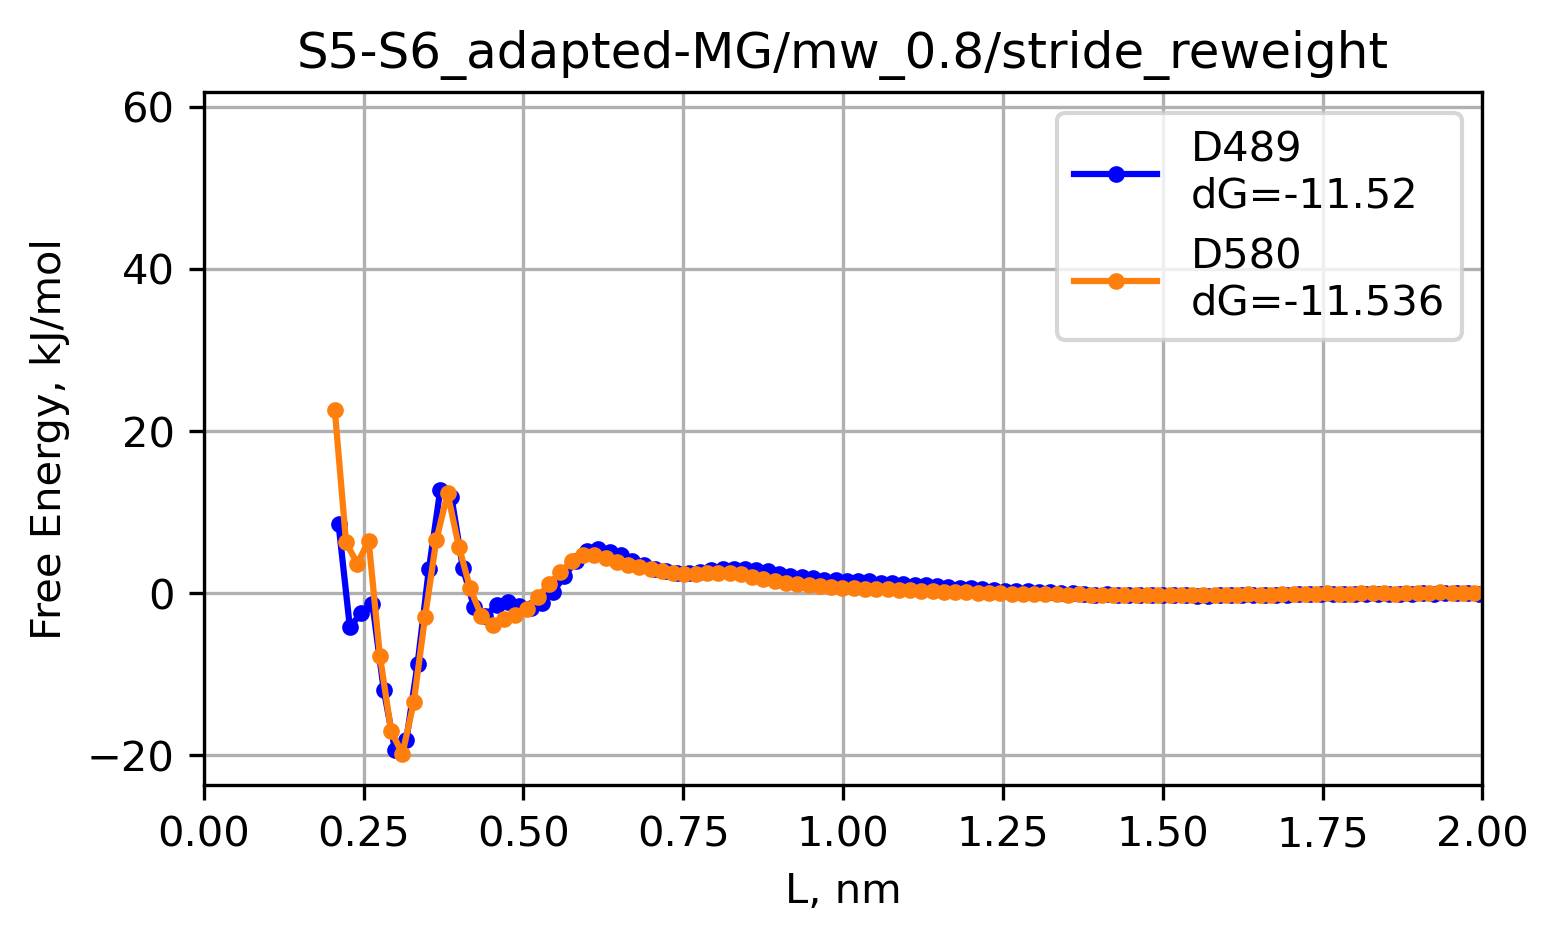 S5-S6_adapted-MG/mw_0.8/stride_reweight
60
40
20
0
−20
Free Energy, kJ/mol
D489
dG=-11.52
D580
dG=-11.536
0.00 0.25 0.50 0.75 1.00 1.25 1.50 1.75 2.00
L, nm